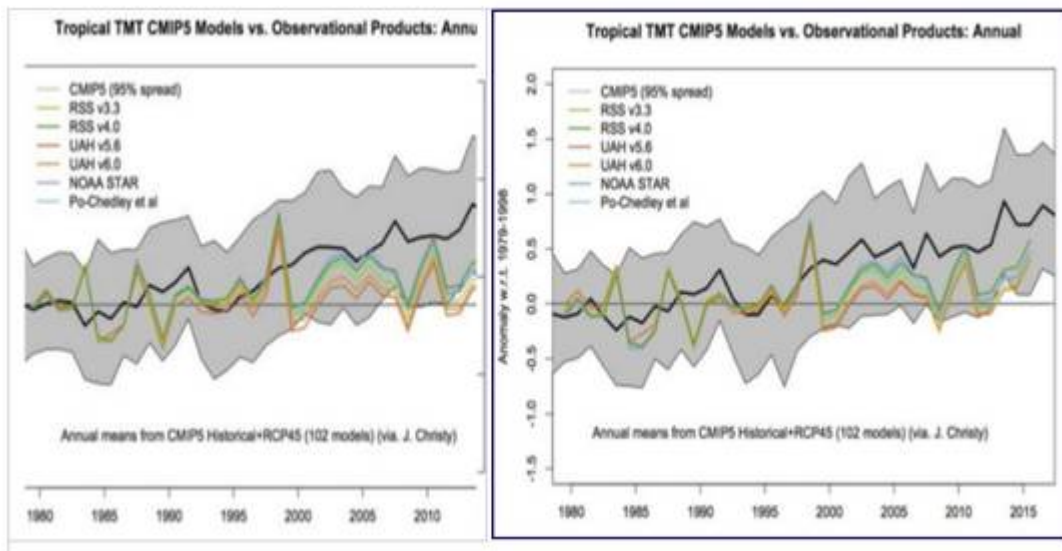 Tropical TMT CMIP5 Models vs. Observational Products: Annu
CMIP5 (95% spread)
RSS v3.3
RSS v4.0
UAH v5.6
UAH v6.0
NOAA STAR
Po-Chedley et al
Annual means from CMIP5 Historical+RCP45 (102 models) (via. J. Christy)
1980 1985 1990 1995 2000 2005 2010
Tropical TMT CMIP5 Models vs. Observational Products: Annual
CMIP5 (95% spread)
RSS v3.3
RSS v4.0
UAH v5.6
UAH v6.0
NOAA STAR
Po-Chedley et al
Anomaly w.r.t. 1979-1998
2.0
1.5
1.0
0.5
0.0
-0.5
-1.0
-1.5
Annual means from CMIP5 Historical+RCP45 (102 models) (via. J. Christy)
1980 1985 1990 1995 2000 2005 2010 2015